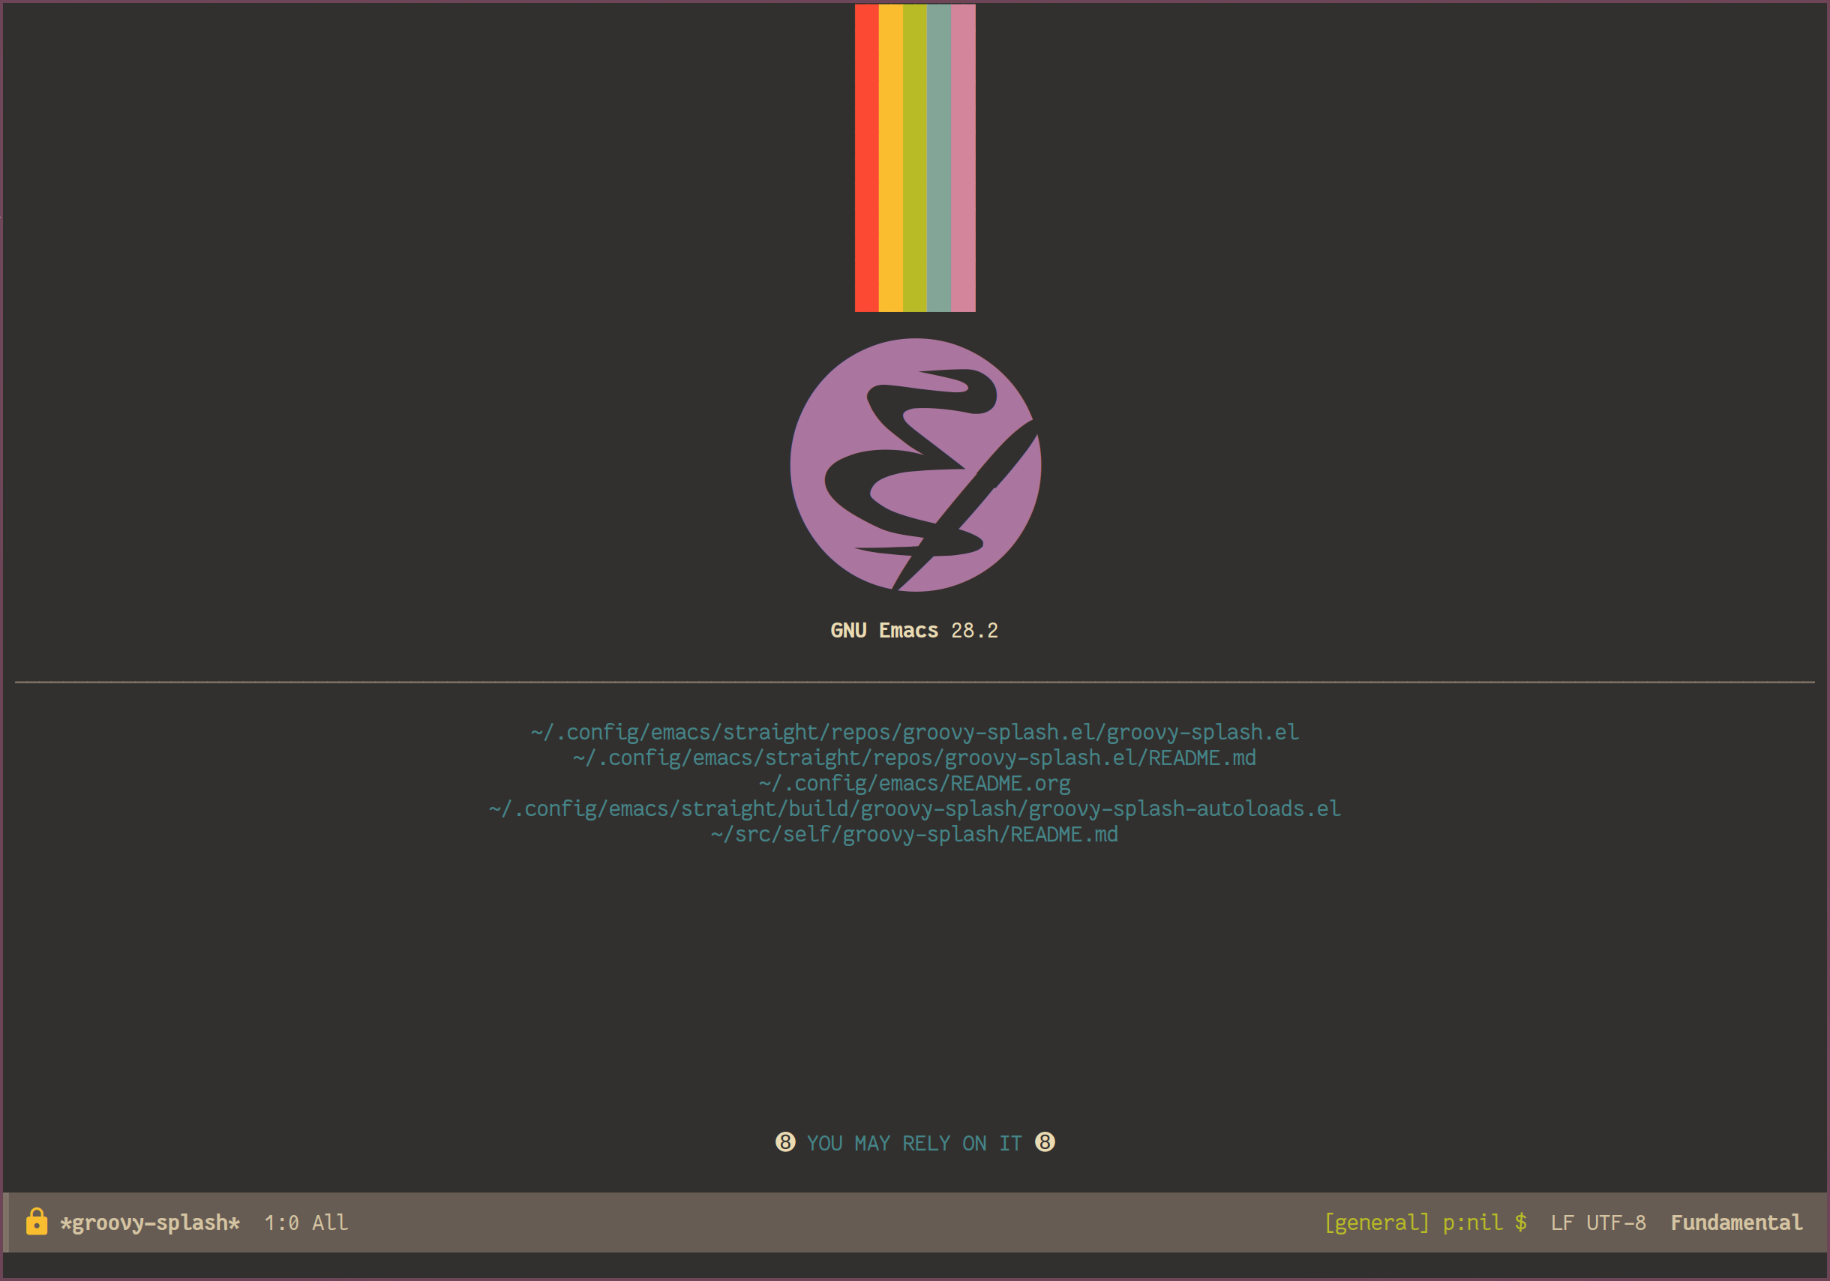 GNU Emacs 28.2
~/.config/emacs/straight/repos/groovy-splash.el/groovy-splash.el
~/.config/emacs/straight/repos/groovy-splash.el/README.md
~/.config/emacs/README.org
~/.config/emacs/straight/build/groovy-splash/groovy-splash-autoloads.el
~/src/self/groovy-splash/README.md
➑ YOU MAY RELY ON IT ➑
*groovy-splash* 1:0 All [general] p:nil $ LF UTF-8 Fundamental